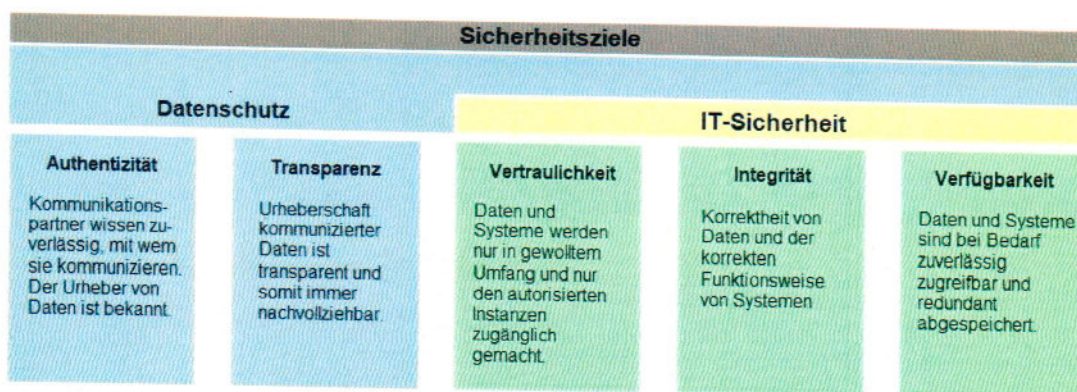 Sicherheitsziele
Datenschutz
IT-Sicherheit
Authentizität
Kommunikations-
partner wissen zu-
verlässig, mit wem
sie kommunizieren.
Der Urheber von
Daten ist bekannt.
Transparenz
Urheberschaft
kommunizierter
Daten ist
transparent und
somit immer
nachvollziehbar.
Vertraulichkeit
Daten und
Systeme werden
nur in gewolltem
Umfang und nur
den autorisierten
Instanzen
zugänglich
gemacht.
Integrität
Korrektheit von
Daten und der
korrekten
Funktionsweise
von Systemen
Verfügbarkeit
Daten und Systeme
sind bei Bedarf
zuverlässig
zugreifbar und
redundant
abgespeichert.